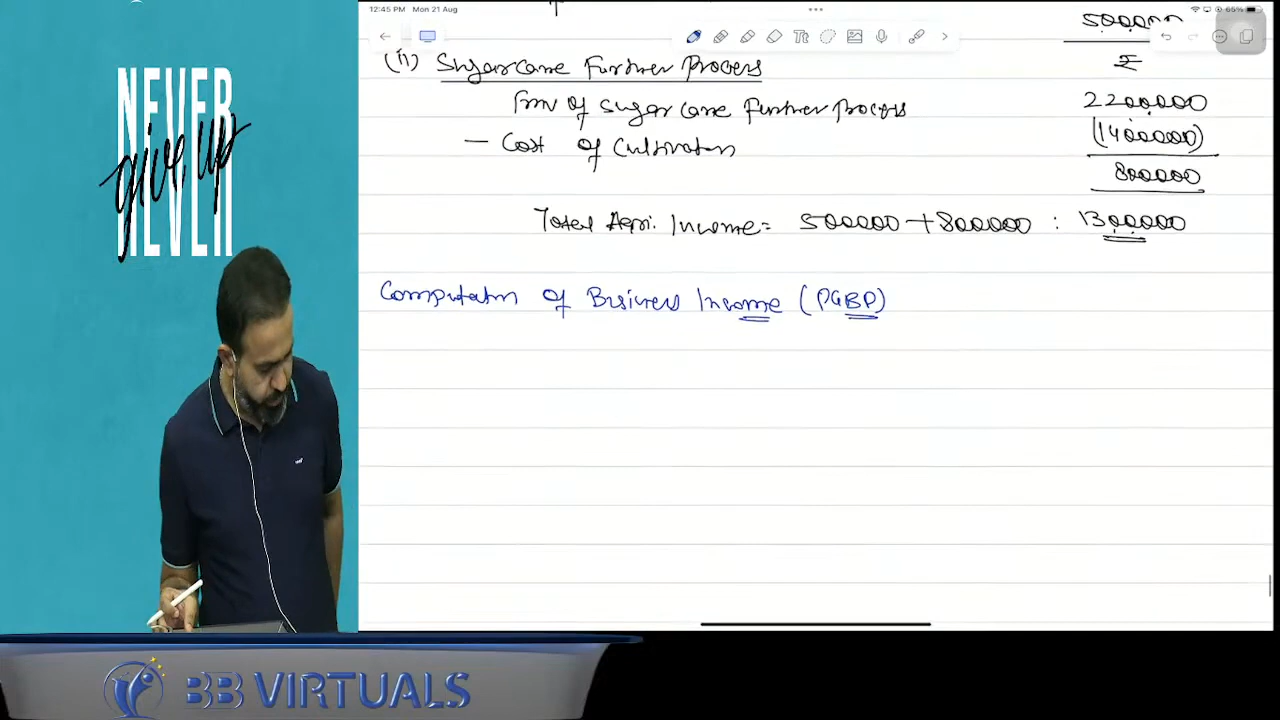 12:45 PM Mon 21 Aug
65%
500000
(ii) Sugarcane Further Process
₹
Fmv of Sugarcane Further Process 2200000
- Cost of Cultivation (1400000)
800000
Total Agri. Income = 500000 + 800000 : 1300000
Computation of Business Income (PGBP)
NEVER
give up
NEVER
BB VIRTUALS